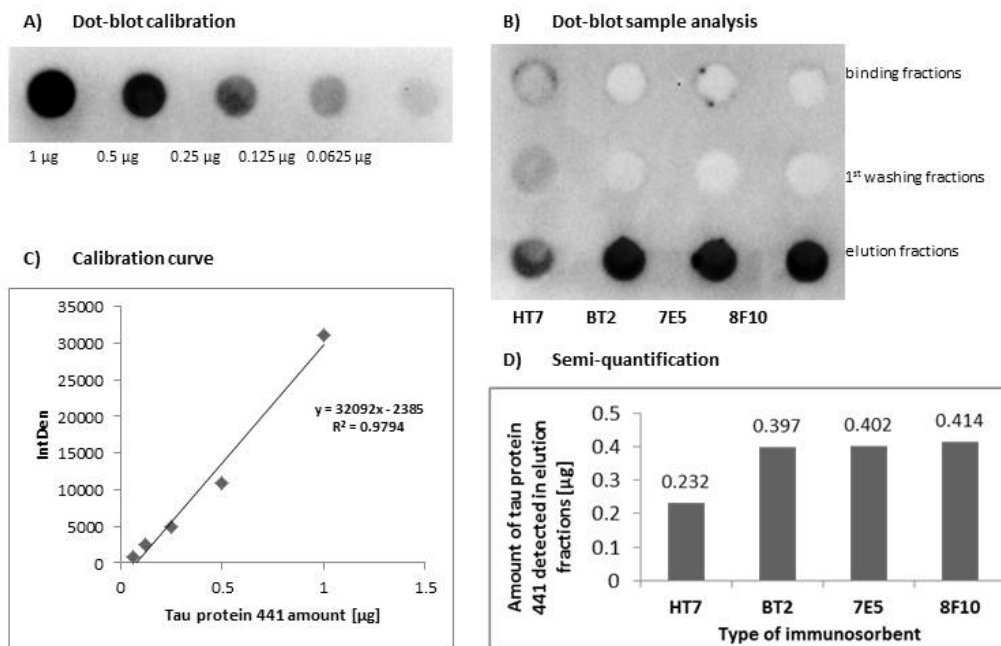 A) Dot-blot calibration
1 µg 0.5 µg 0.25 µg 0.125 µg 0.0625 µg
B) Dot-blot sample analysis
binding fractions
1st washing fractions
elution fractions
HT7 BT2 7E5 8F10
C) Calibration curve
35000
30000
25000
20000
15000
10000
5000
0
IntDen
y = 32092x - 2385
R² = 0.9794
0 0.5 1 1.5
Tau protein 441 amount [µg]
D) Semi-quantification
Amount of tau protein
441 detected in elution
fractions [µg]
0.5
0.4
0.3
0.2
0.1
0
0.232 0.397 0.402 0.414
HT7 BT2 7E5 8F10
Type of immunosorbent